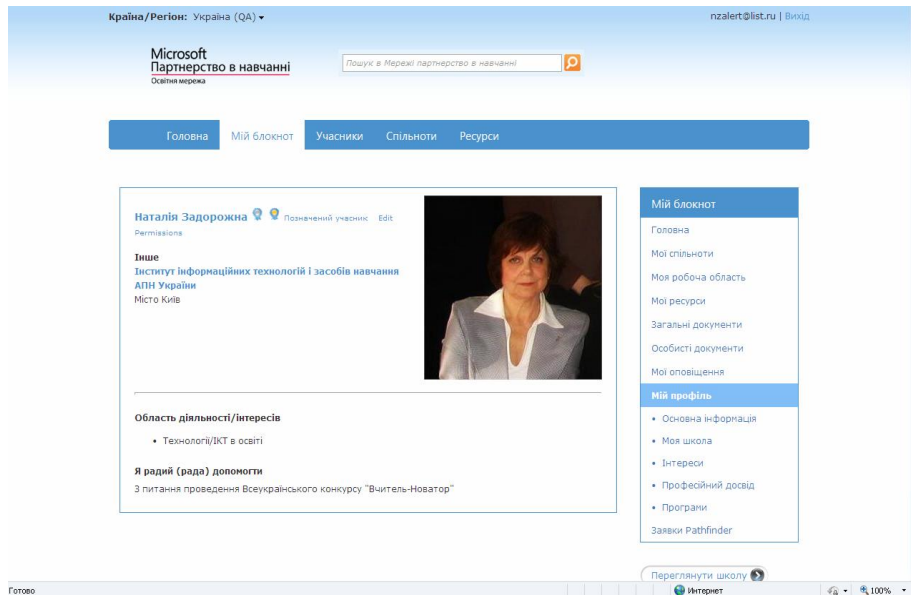 Країна/Регіон: Україна (QA)
nzalert@list.ru | Вихід
Microsoft
Партнерство в навчанні
Освітня мережа
Пошук в Мережі партнерство в навчанні
Головна Мій блокнот Учасники Спільноти Ресурси
Наталія Задорожна Позначений учасник Edit
Permissions
Інше
Інститут інформаційних технологій і засобів навчання
АПН України
Місто Київ
Область діяльності/інтересів
• Технології/ІКТ в освіті
Я радий (рада) допомогти
З питання проведення Всеукраїнського конкурсу "Вчитель-Новатор"
Мій блокнот
Головна
Мої спільноти
Моя робоча область
Мої ресурси
Загальні документи
Особисті документи
Мої оповіщення
Мій профіль
• Основна інформація
• Моя школа
• Інтереси
• Професійний досвід
• Програми
Заявки Pathfinder
Переглянути школу
Готово
Интернет
100%